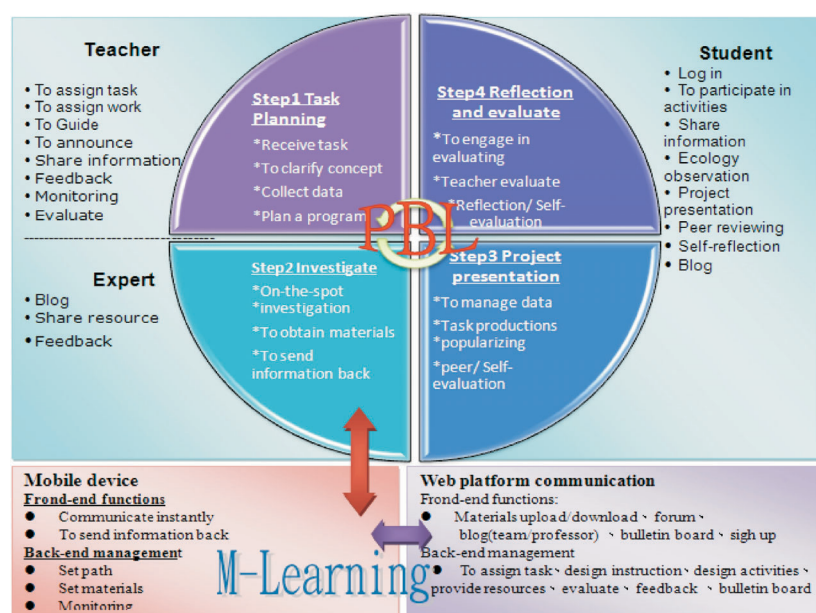 Teacher
• To assign task
• To assign work
• To Guide
• To announce
• Share information
• Feedback
• Monitoring
• Evaluate
Expert
• Blog
• Share resource
• Feedback
Step1 Task
Planning
*Receive task
*To clarify concept
*Collect data
*Plan a program
Step4 Reflection
and evaluate
*To engage in
evaluating
*Teacher evaluate
*Reflection/ Self-
evaluation
PBL
Step2 Investigate
*On-the-spot
*investigation
*To obtain materials
*To send
information back
Step3 Project
presentation
*To manage data
*Task productions
*popularizing
*peer/ Self-
evaluation
Student
• Log in
• To participate in
activities
• Share
information
• Ecology
observation
• Project
presentation
• Peer reviewing
• Self-reflection
• Blog
Mobile device
Frond-end functions
● Communicate instantly
● To send information back
Back-end management
● Set path
● Set materials
● Monitoring
M-Learning
Web platform communication
Frond-end functions:
● Materials upload/download、forum、
blog(team/professor)、bulletin board、sigh up
Back-end management
● To assign task、design instruction、design activities、
provide resources、evaluate、feedback、bulletin board